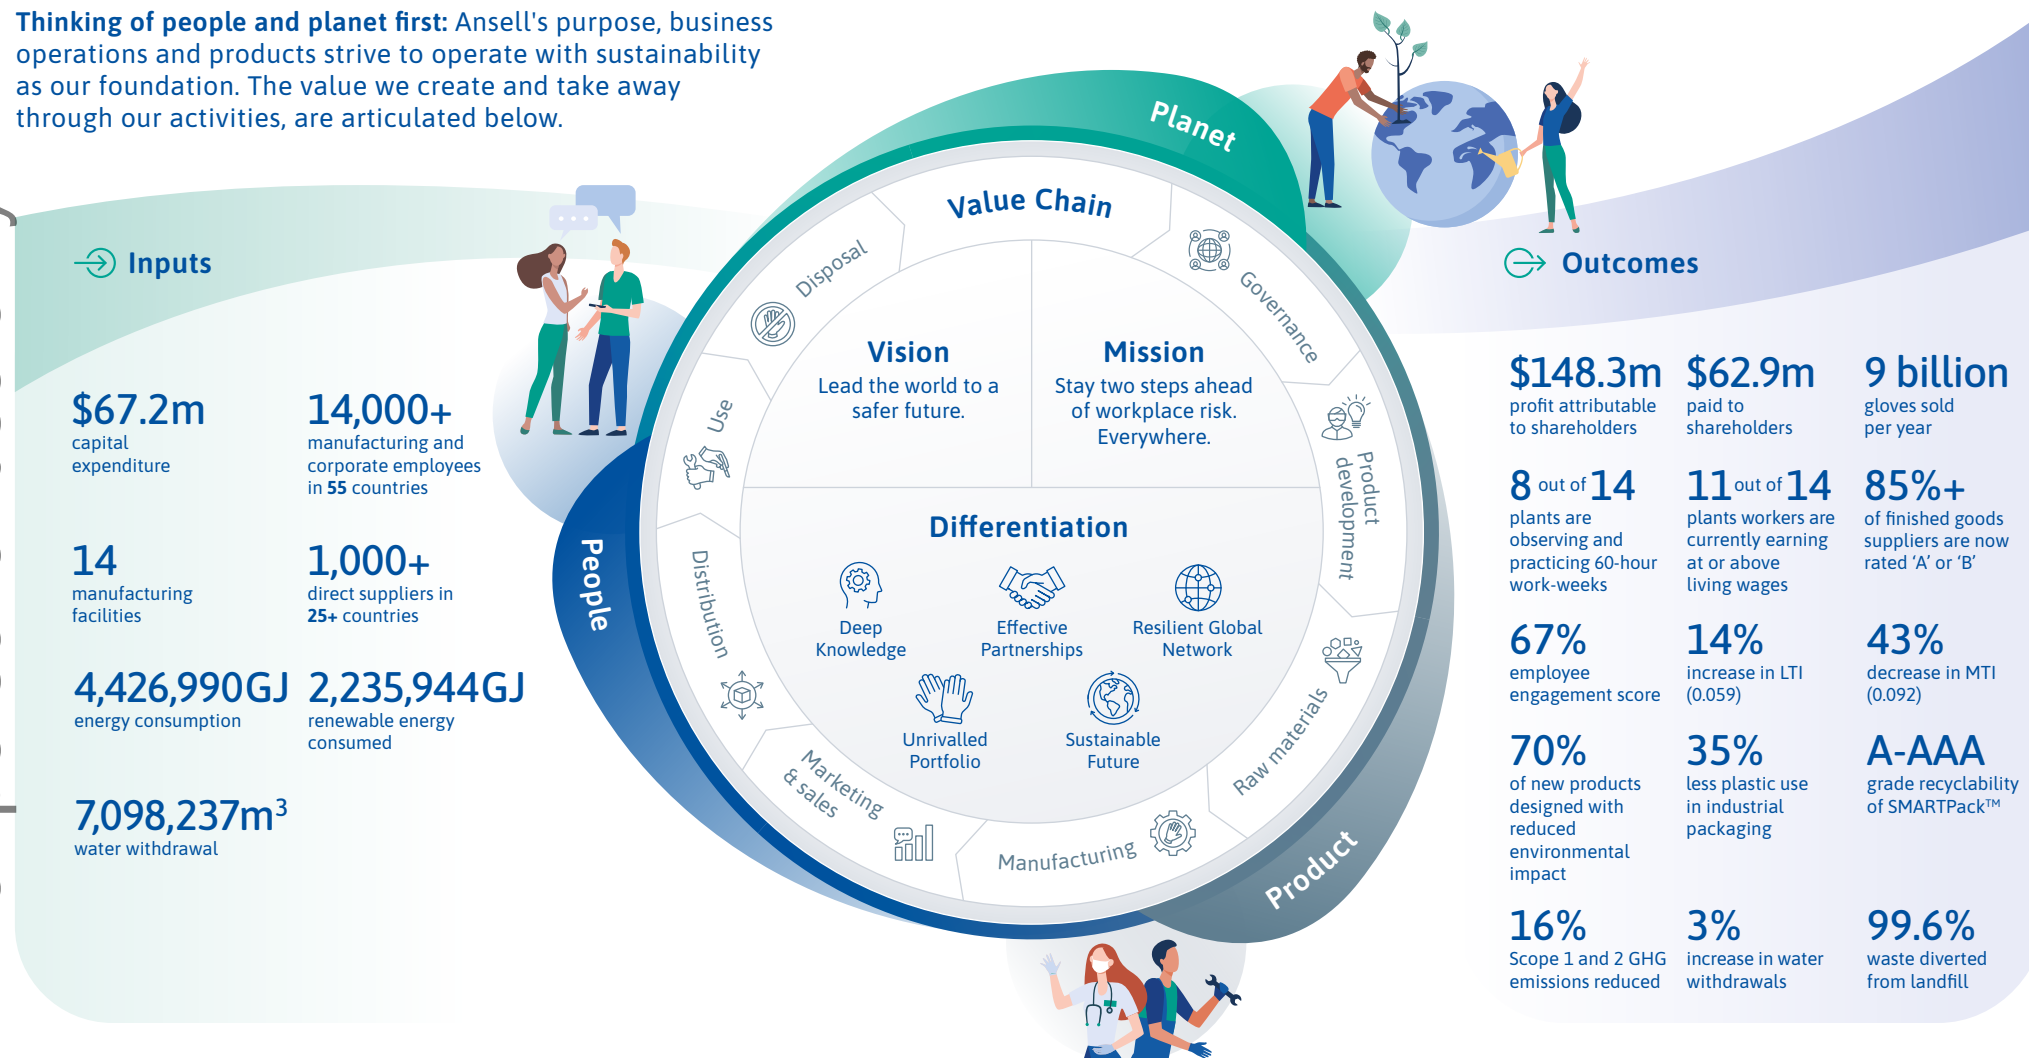 Thinking of people and planet first: Ansell's purpose, business
operations and products strive to operate with sustainability
as our foundation. The value we create and take away
through our activities, are articulated below.
Inputs
$67.2m
capital
expenditure
14,000+
manufacturing and
corporate employees
in 55 countries
14
manufacturing
facilities
1,000+
direct suppliers in
25+ countries
4,426,990GJ
energy consumption
2,235,944GJ
renewable energy
consumed
7,098,237m³
water withdrawal
Planet
People
Product
Value Chain
Governance
Product
development
Raw materials
Manufacturing
Marketing
& sales
Distribution
Use
Disposal
Vision
Lead the world to a
safer future.
Mission
Stay two steps ahead
of workplace risk.
Everywhere.
Differentiation
Deep
Knowledge
Effective
Partnerships
Resilient Global
Network
Unrivalled
Portfolio
Sustainable
Future
Outcomes
$148.3m
profit attributable
to shareholders
$62.9m
paid to
shareholders
9 billion
gloves sold
per year
8 out of 14
plants are
observing and
practicing 60-hour
work-weeks
11 out of 14
plants workers are
currently earning
at or above
living wages
85%+
of finished goods
suppliers are now
rated ‘A’ or ‘B’
67%
employee
engagement score
14%
increase in LTI
(0.059)
43%
decrease in MTI
(0.092)
70%
of new products
designed with
reduced
environmental
impact
35%
less plastic use
in industrial
packaging
A-AAA
grade recyclability
of SMARTPack™
16%
Scope 1 and 2 GHG
emissions reduced
3%
increase in water
withdrawals
99.6%
waste diverted
from landfill